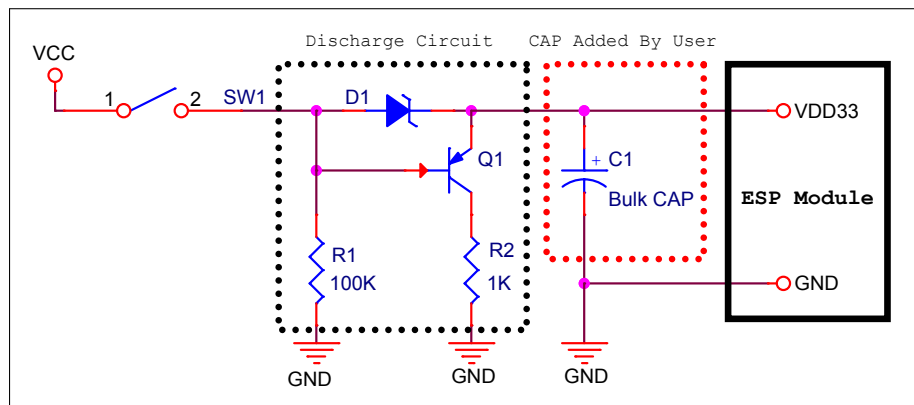 Discharge Circuit
CAP Added By User
VCC
1
2
SW1
D1
VDD33
Q1
+
C1
Bulk CAP
ESP Module
R1
100K
R2
1K
GND
GND
GND
GND